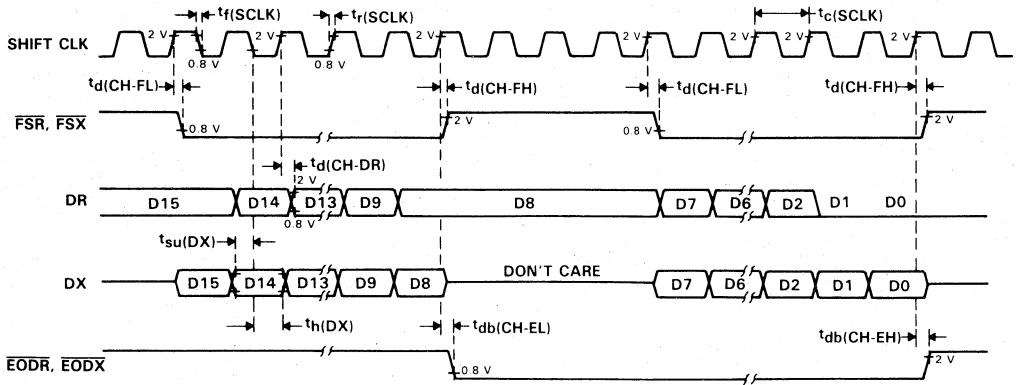 tf(SCLK) tr(SCLK) tc(SCLK)
SHIFT CLK 2 V 0.8 V 2 V 2 V 0.8 V 2 V 2 V 2 V 2 V 2 V
td(CH-FL) td(CH-FH) td(CH-FL) td(CH-FH)
FSR, FSX 0.8 V 2 V 0.8 V 2 V
td(CH-DR)
2 V
DR D15 D14 D13 D9 D8 D7 D6 D2 D1 D0
0.8 V
tsu(DX)
DON'T CARE
DX D15 D14 D13 D9 D8 D7 D6 D2 D1 D0
th(DX) tdb(CH-EL) tdb(CH-EH)
EODR, EODX 0.8 V 2 V